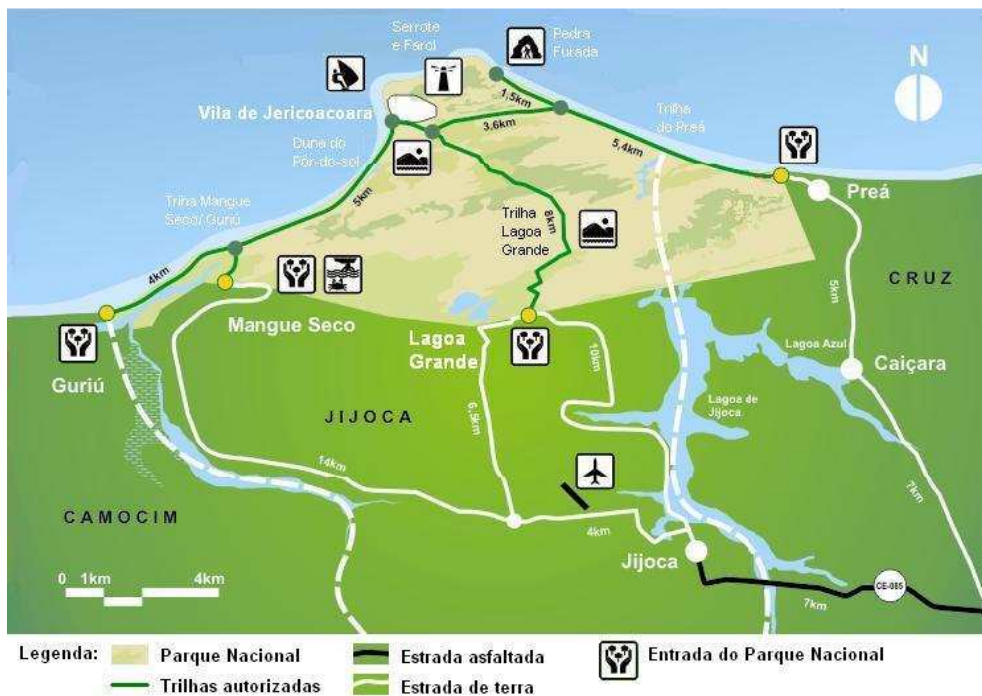 Serrote
e Farol
Pedra
Furada
N
1,5km
Vila de Jericoacoara
3,6km
Trilha
do Preá
5,4km
Duna do
Pôr-do-sol
Preá
Trilha Mangue
Seco/Guriú
5km
8km
Trilha
Lagoa
Grande
4km
CRUZ
5km
Mangue Seco
Lagoa
Grande
10km
Lagoa Azul
Caiçara
Guriú
6,5km
Lagoa de
Jijoca
JIJOCA
14km
7km
CAMOCIM
4km
Jijoca
0 1km 4km
CE-085
7km
Legenda:
Parque Nacional
Estrada asfaltada
Entrada do Parque Nacional
Trilhas autorizadas
Estrada de terra